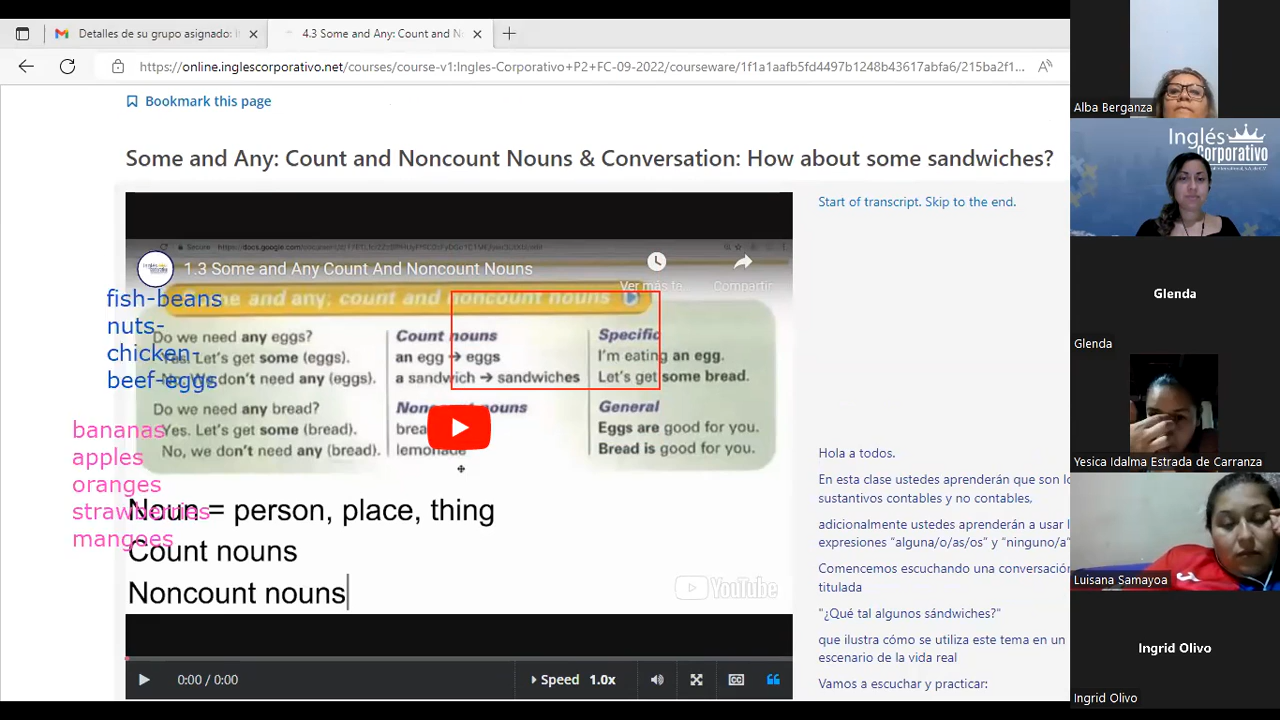 Detalles de su grupo asignado: I
4.3 Some and Any: Count and No
https://online.inglescorporativo.net/courses/course-v1:Ingles-Corporativo+P2+FC-09-2022/courseware/1f1a1aafb5fd4497b1248b43617abfa6/215ba2f1...
Bookmark this page
Some and Any: Count and Noncount Nouns & Conversation: How about some sandwiches?
Start of transcript. Skip to the end.
1.3 Some and Any Count And Noncount Nouns
Ver más ta
Compartir
Some and any; count and noncount nouns
Do we need any eggs?
Yes. Let's get some (eggs).
No. We don't need any (eggs).
Do we need any bread?
Yes. Let's get some (bread).
No, we don't need any (bread).
Count nouns
an egg → eggs
a sandwich → sandwiches
Noncount nouns
brea
lemonade
Specific
I'm eating an egg.
Let's get some bread.
General
Eggs are good for you.
Bread is good for you.
fish-beans
nuts-
chicken-
beef-eggs
bananas
apples
oranges
strawberries
mangoes
Noun = person, place, thing
Count nouns
Noncount nouns
YouTube
0:00 / 0:00
Speed 1.0x
Hola a todos.
En esta clase ustedes aprenderán que son lo
sustantivos contables y no contables,
adicionalmente ustedes aprenderán a usar l
expresiones "alguna/o/as/os" y "ninguno/a"
Comencemos escuchando una conversación
titulada
"¿Qué tal algunos sándwiches?"
que ilustra cómo se utiliza este tema en un
escenario de la vida real
Vamos a escuchar y practicar:
Alba Berganza
Inglés
Corporativo
Glenda
Glenda
Yesica Idalma Estrada de Carranza
Luisana Samayoa
Ingrid Olivo
Ingrid Olivo